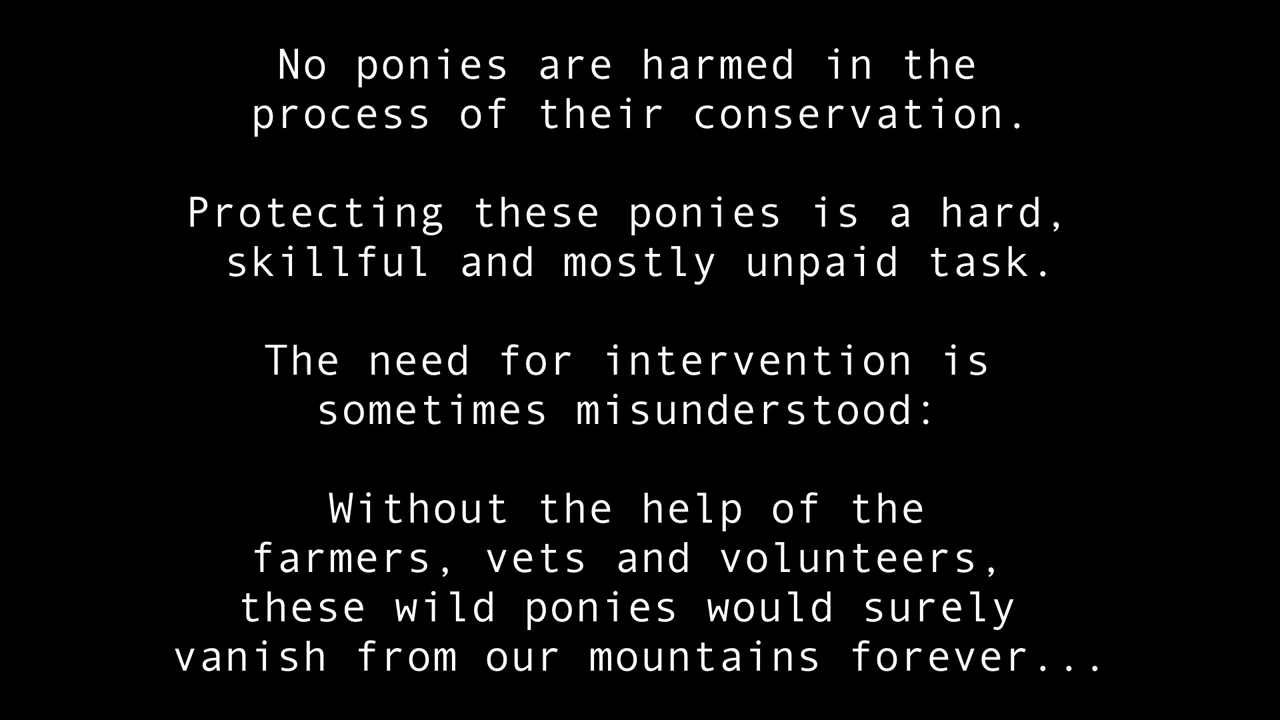 No ponies are harmed in the
process of their conservation.
Protecting these ponies is a hard,
skillful and mostly unpaid task.
The need for intervention is
sometimes misunderstood:
Without the help of the
farmers, vets and volunteers,
these wild ponies would surely
vanish from our mountains forever...